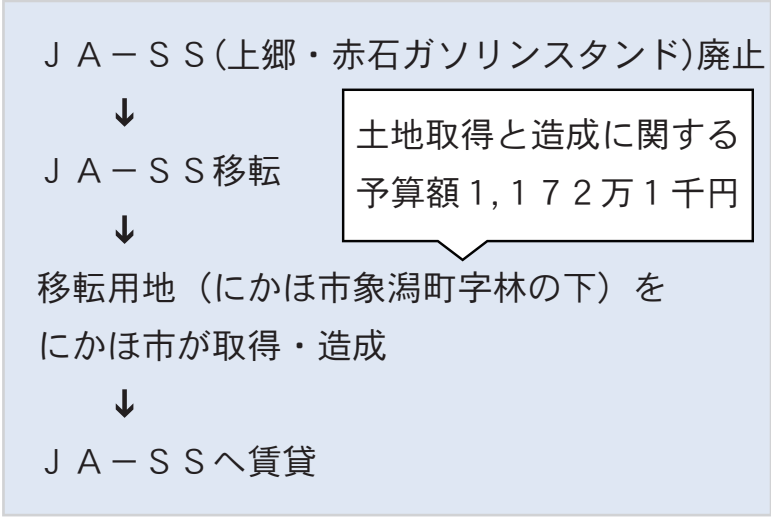 ＪＡ－ＳＳ(上郷・赤石ガソリンスタンド)廃止
↓
土地取得と造成に関する
予算額１,１７２万１千円
ＪＡ－ＳＳ移転
↓
移転用地（にかほ市象潟町字林の下）を
にかほ市が取得・造成
↓
ＪＡ－ＳＳへ賃貸